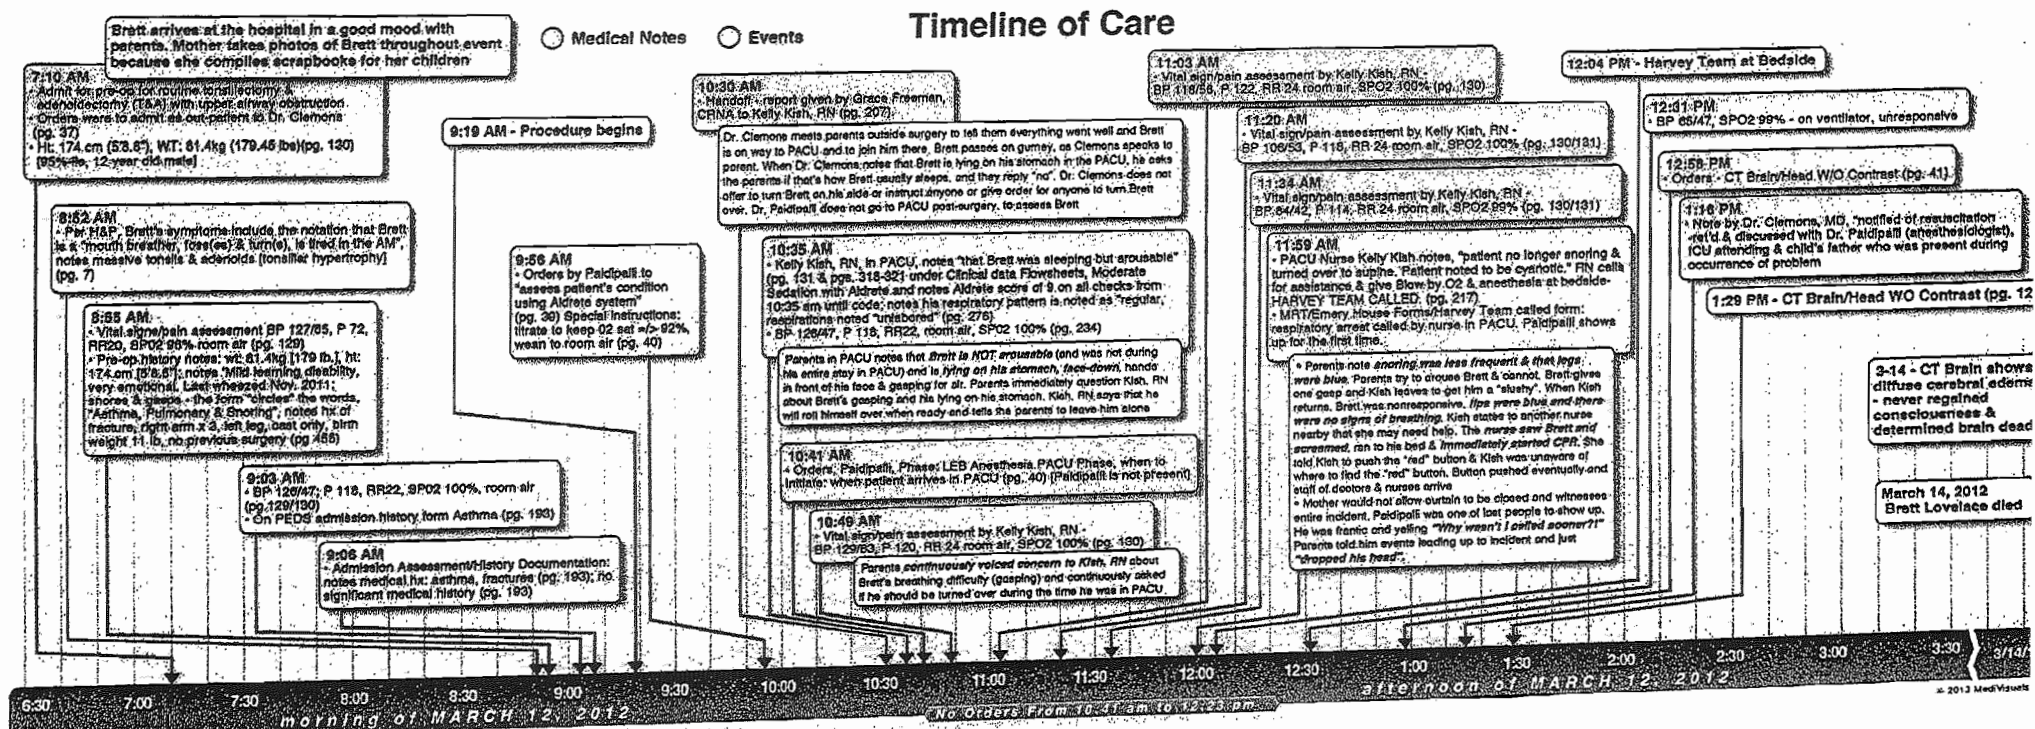 Timeline of Care
Medical Notes
Events
Brett arrives at the hospital in a good mood with
parents. Mother takes photos of Brett throughout event
because she compiles scrapbooks for her children
7:10 AM
- Admit for pre-op for routine tonsillectomy &
adenoidectomy (T&A) with upper airway obstruction
- Orders were to admit as out-patient to Dr. Clemons
(pg. 37)
• Ht: 174 cm (5'8.5"), WT: 81.4kg (179.46 lbs)(pg. 130)
[95%-ile, 12 year old male]
8:52 AM
• Per H&P, Brett's symptoms include the notation that Brett
is a "mouth breather, toss(es) & turn(s), is tired in the AM",
notes massive tonsils & adenoids [tonsillar hypertrophy]
(pg. 7)
8:55 AM
• Vital signs/pain assessment BP 127/65, P 72,
RR20, SPO2 98% room air (pg. 129)
• Pre-op history notes: wt: 81.4kg [179 lb.], ht:
174 cm [5'8.5"]; notes "Mild learning disability,
very emotional. Last wheezed Nov. 2011;
snores & gasps - the form "circles" the words,
"Asthma, Pulmonary & Snoring"; notes hx of
fracture, right arm x 3, left leg, cast only, birth
weight 11 lb, no previous surgery (pg 455)
9:03 AM
• BP 126/47; P 118, RR22, SPO2 100%, room air
(pg.129/130)
• On PEDS admission history form Asthma (pg. 193)
9:06 AM
• Admission Assessment/History Documentation:
notes medical hx: asthma, fractures (pg. 193); no
significant medical history (pg. 193)
9:19 AM - Procedure begins
9:56 AM
• Orders by Paidipalli to
"assess patient's condition
using Aldrete system"
(pg. 39) Special Instructions:
titrate to keep O2 sat =/> 92%,
wean to room air (pg. 40)
10:30 AM
• Handoff - report given by Grace Freeman,
CRNA to Kelly Kish, RN (pg. 207)
Dr. Clemons meets parents outside surgery to tell them everything went well and Brett
is on way to PACU and to join him there, Brett passes on gurney, as Clemons speaks to
parent. When Dr. Clemons notes that Brett is lying on his stomach in the PACU, he asks
the parents if that's how Brett usually sleeps, and they reply "no". Dr. Clemons does not
offer to turn Brett on his side or instruct anyone or give order for anyone to turn Brett
over. Dr. Paidipalli does not go to PACU post-surgery, to assess Brett
10:35 AM
• Kelly Kish, RN, in PACU, notes "that Brett was sleeping but arousable"
(pg. 131 & pgs. 318-321 under Clinical data Flowsheets, Moderate
Sedation with Aldrete and notes Aldrete score of 9 on all checks from
10:35 am until code; notes his respiratory pattern is noted as "regular,
respirations noted "unlabored" (pg. 276)
• BP 126/47, P 118, RR22, room air, SPO2 100% (pg. 234)
Parents in PACU notes that Brett is NOT arousable (and was not during
his entire stay in PACU) and is lying on his stomach, face-down, hands
in front of his face & gasping for air. Parents immediately question Kish, RN
about Brett's gasping and his lying on his stomach. Kish, RN says that he
will roll himself over when ready and tells the parents to leave him alone
10:41 AM
• Orders, Paidipalli, Phase: LEB Anesthesia PACU Phase, when to
initiate: when patient arrives in PACU (pg. 40) [Paidipalli is not present]
10:49 AM
• Vital sign/pain assessment by Kelly Kish, RN -
BP 129/83, P 120, RR 24 room air, SPO2 100% (pg. 130)
Parents continuously voiced concern to Kish, RN about
Brett's breathing difficulty (gasping) and continuously asked
if he should be turned over during the time he was in PACU.
11:03 AM
- Vital sign/pain assessment by Kelly Kish, RN -
BP 118/56, P 122, RR 24 room air, SPO2 100% (pg. 130)
11:20 AM
- Vital sign/pain assessment by Kelly Kish, RN -
BP 106/53, P 118, RR 24 room air, SPO2 100% (pg. 130/131)
11:34 AM
- Vital sign/pain assessment by Kelly Kish, RN -
BP 84/42, P 114, RR 24 room air, SPO2 99% (pg. 130/131)
11:59 AM
• PACU Nurse Kelly Kish notes, "patient no longer snoring &
turned over to supine. Patient noted to be cyanotic." RN calls
for assistance & give Blow by O2 & anesthesia at bedside-
HARVEY TEAM CALLED. (pg. 217)
• MRT/Emery House Forms/Harvey Team called form:
respiratory arrest called by nurse in PACU. Paidipalli shows
up for the first time.
• Parents note snoring was less frequent & that legs
were blue. Parents try to arouse Brett & cannot. Brett gives
one gasp and Kish leaves to get him a "slushy". When Kish
returns, Brett was nonresponsive, lips were blue and there
were no signs of breathing. Kish states to another nurse
nearby that she may need help. The nurse saw Brett and
screamed, ran to his bed & immediately started CPR. She
told Kish to push the "red" button & Kish was unaware of
where to find the "red" button. Button pushed eventually and
staff of doctors & nurses arrive
• Mother would not allow curtain to be closed and witnesses
entire incident. Paidipalli was one of last people to show up.
He was frantic and yelling "Why wasn't I called sooner?!"
Parents told him events leading up to incident and just
"dropped his head".
12:04 PM - Harvey Team at Bedside
12:31 PM
• BP 65/47, SPO2 99% - on ventilator, unresponsive
12:58 PM
• Orders - CT Brain/Head W/O Contrast (pg. 41)
1:16 PM
• Note by Dr. Clemons, MD, "notified of resuscitation
-ret'd & discussed with Dr. Paidipalli (anesthesiologist),
ICU attending & child's father who was present during
occurrence of problem
1:29 PM - CT Brain/Head WO Contrast (pg. 12
3-14 - CT Brain shows
diffuse cerebral edema
- never regained
consciousness &
determined brain dead
March 14, 2012
Brett Lovelace died
6:30 7:00 7:30 8:00 8:30 9:00 9:30 10:00 10:30 11:00 11:30 12:00 12:30 1:00 1:30 2:00 2:30 3:00 3:30 3/14/
morning of MARCH 12, 2012
No Orders From 10:41 am to 12:23 pm
afternoon of MARCH 12, 2012
© 2013 MediVisuals